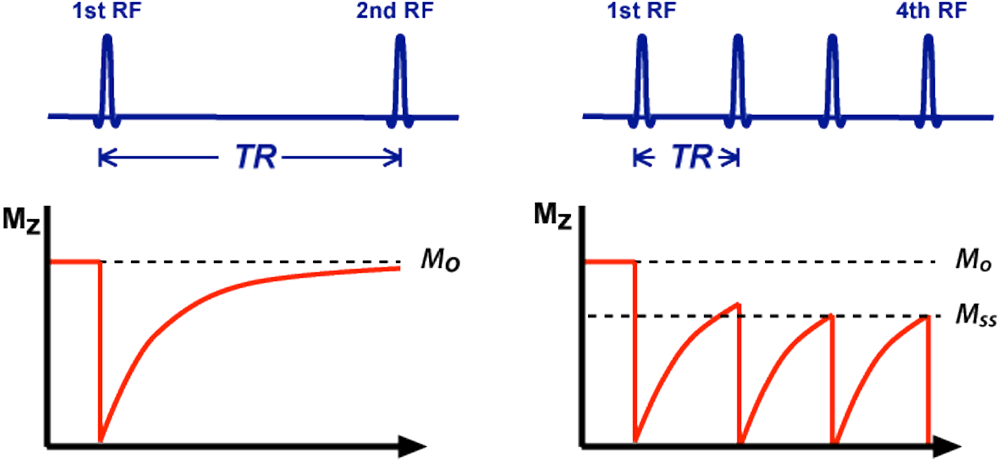 1st RF
2nd RF
1st RF
4th RF
TR
TR
Mz
Mo
Mz
Mo
Mss